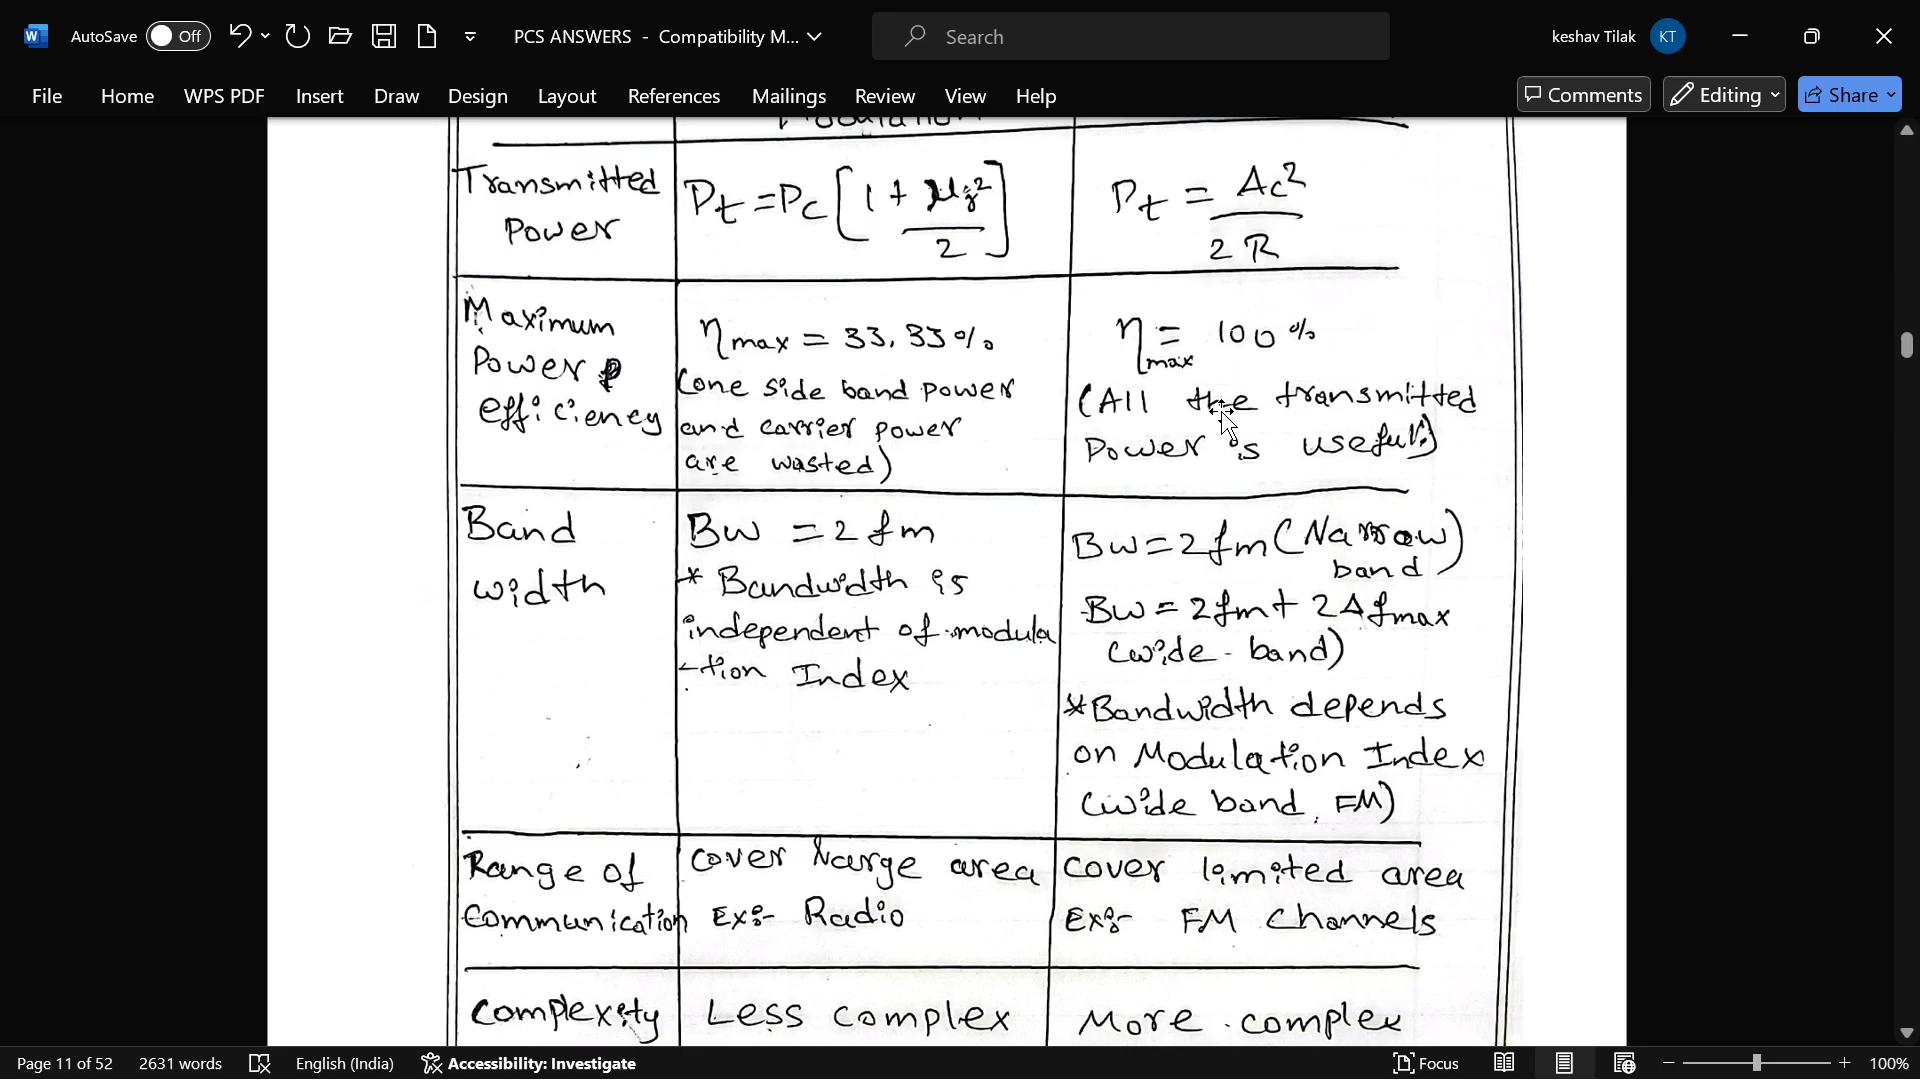 AutoSave Off PCS ANSWERS - Compatibility M... Search keshav Tilak KT
File Home WPS PDF Insert Draw Design Layout References Mailings Review View Help Comments Editing Share
Modulation
Transmitted Power
Pt = Pc [1 + μa²/2]
Pt = Ac²/2R
Maximum
Power
efficiency
ηmax = 33.33%
(one side band power
and carrier power
are wasted)
ηmax = 100%
(All the transmitted
Power is useful)
Band
width
BW = 2fm
* Bandwidth is
independent of modula
-tion Index
BW = 2fm (Narrow
band)
BW = 2fm + 2Δfmax
(wide-band)
*Bandwidth depends
on Modulation Index
(wide band, FM)
Range of
Communication
Cover large area
Ex:- Radio
Cover limited area
Ex:- FM Channels
Complexity
Less complex
More complex
Page 11 of 52 2631 words English (India) Accessibility: Investigate Focus 100%